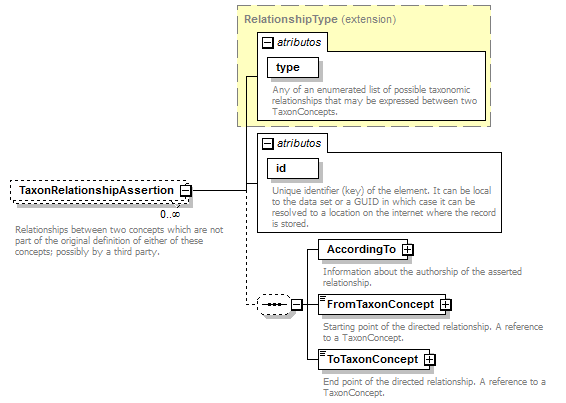 RelationshipType (extension)
atributos
type
Any of an enumerated list of possible taxonomic
relationships that may be expressed between two
TaxonConcepts.
atributos
id
Unique identifier (key) of the element. It can be local
to the data set or a GUID in which case it can be
resolved to a location on the internet where the record
is stored.
TaxonRelationshipAssertion
0..∞
Relationships between two concepts which are not
part of the original definition of either of these
concepts; possibly by a third party.
AccordingTo
Information about the authorship of the asserted
relationship.
FromTaxonConcept
Starting point of the directed relationship. A reference
to a TaxonConcept.
ToTaxonConcept
End point of the directed relationship. A reference to a
TaxonConcept.